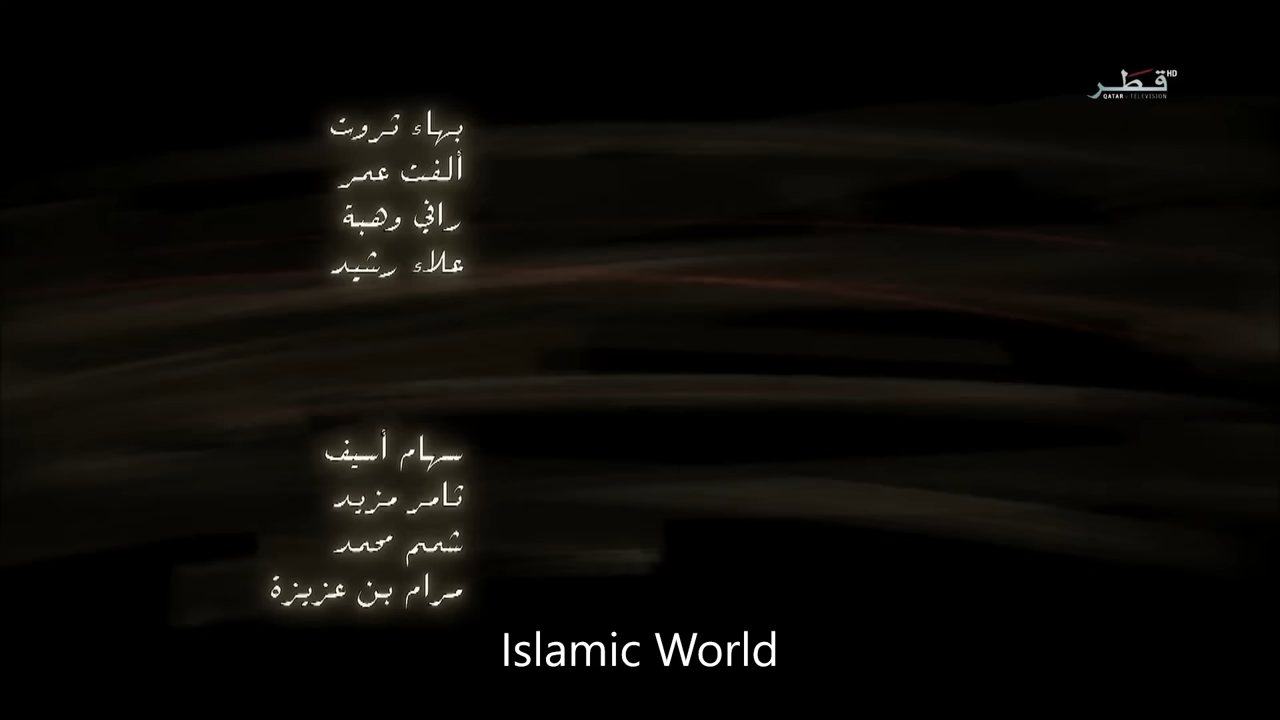 قطر HD
QATAR - TELEVISION
بهاء ثروت
ألفت عمر
رافي وهبة
علاء رشيد
سهام أسيف
ثامر مزيد
شمم محمد
مرام بن عزيزة
Islamic World